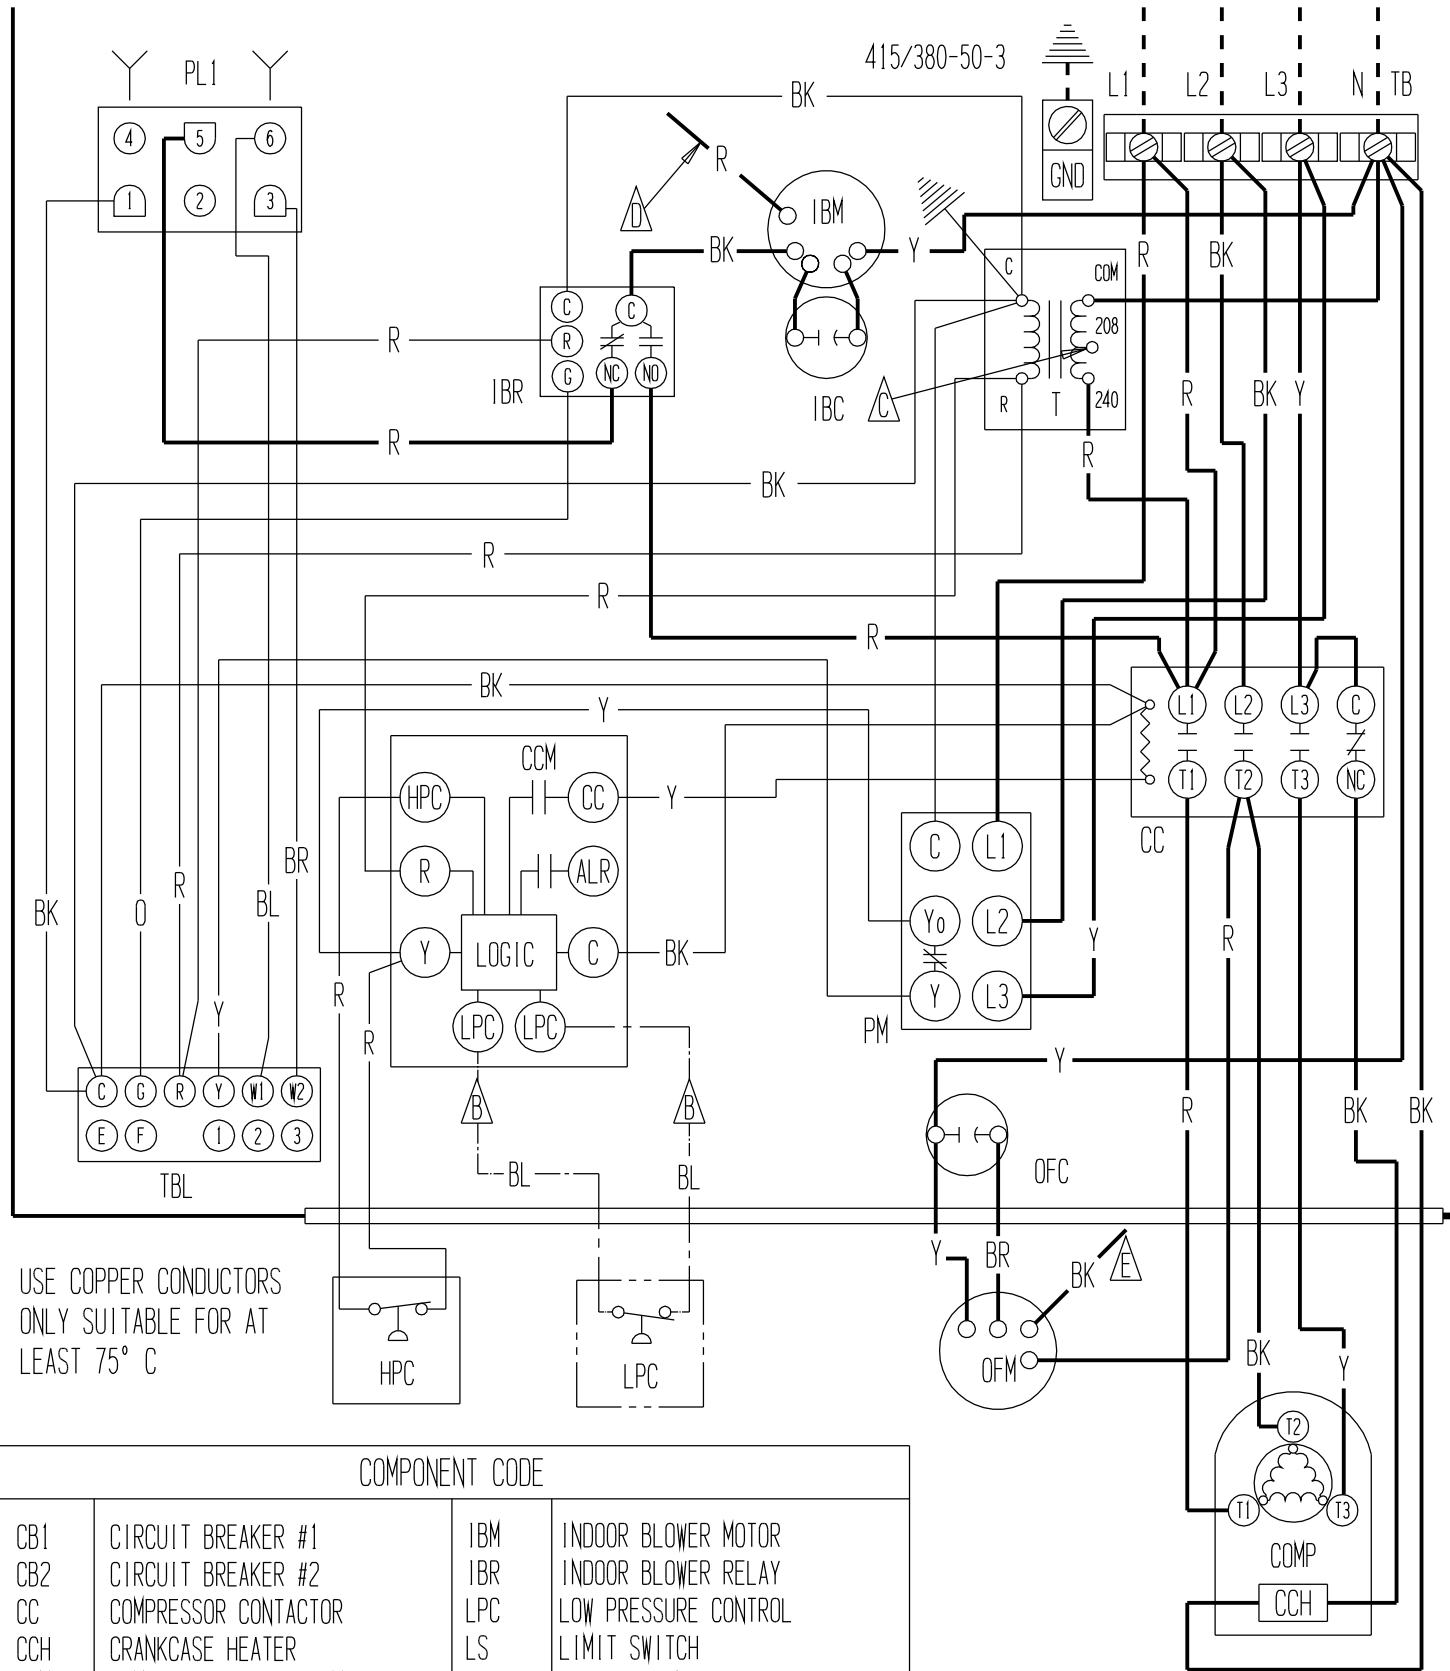 415/380-50-3
L1 L2 L3 N TB
PL1
BK
4 5 6
R
GND
1 2 3
D
IBM
BK Y
R BK
C COM
C C
208
R R
IBR
G NC NO
IBC C
R T 240
R BK Y
R
R
BK
R
R
R
BK
Y
L1 L2 L3 C
CCM
HPC CC Y
T1 T2 T3 NC
CC
C L1
R ALR
BR
R
BL
BK O
Yo L2
Y R
Y LOGIC C BK
R
Y L3
Y
LPC LPC
PM
R
Y
C G R Y W1 W2
B B
R BK BK
E F 1 2 3
TBL
BL BL
OFC
Y BR
BK E
USE COPPER CONDUCTORS
ONLY SUITABLE FOR AT
LEAST 75° C
HPC
LPC
OFM
BK Y
T2
T1 T3
COMP
CCH
COMPONENT CODE
CB1 CIRCUIT BREAKER #1 IBM INDOOR BLOWER MOTOR
CB2 CIRCUIT BREAKER #2 IBR INDOOR BLOWER RELAY
CC COMPRESSOR CONTACTOR LPC LOW PRESSURE CONTROL
CCH CRANKCASE HEATER LS LIMIT SWITCH